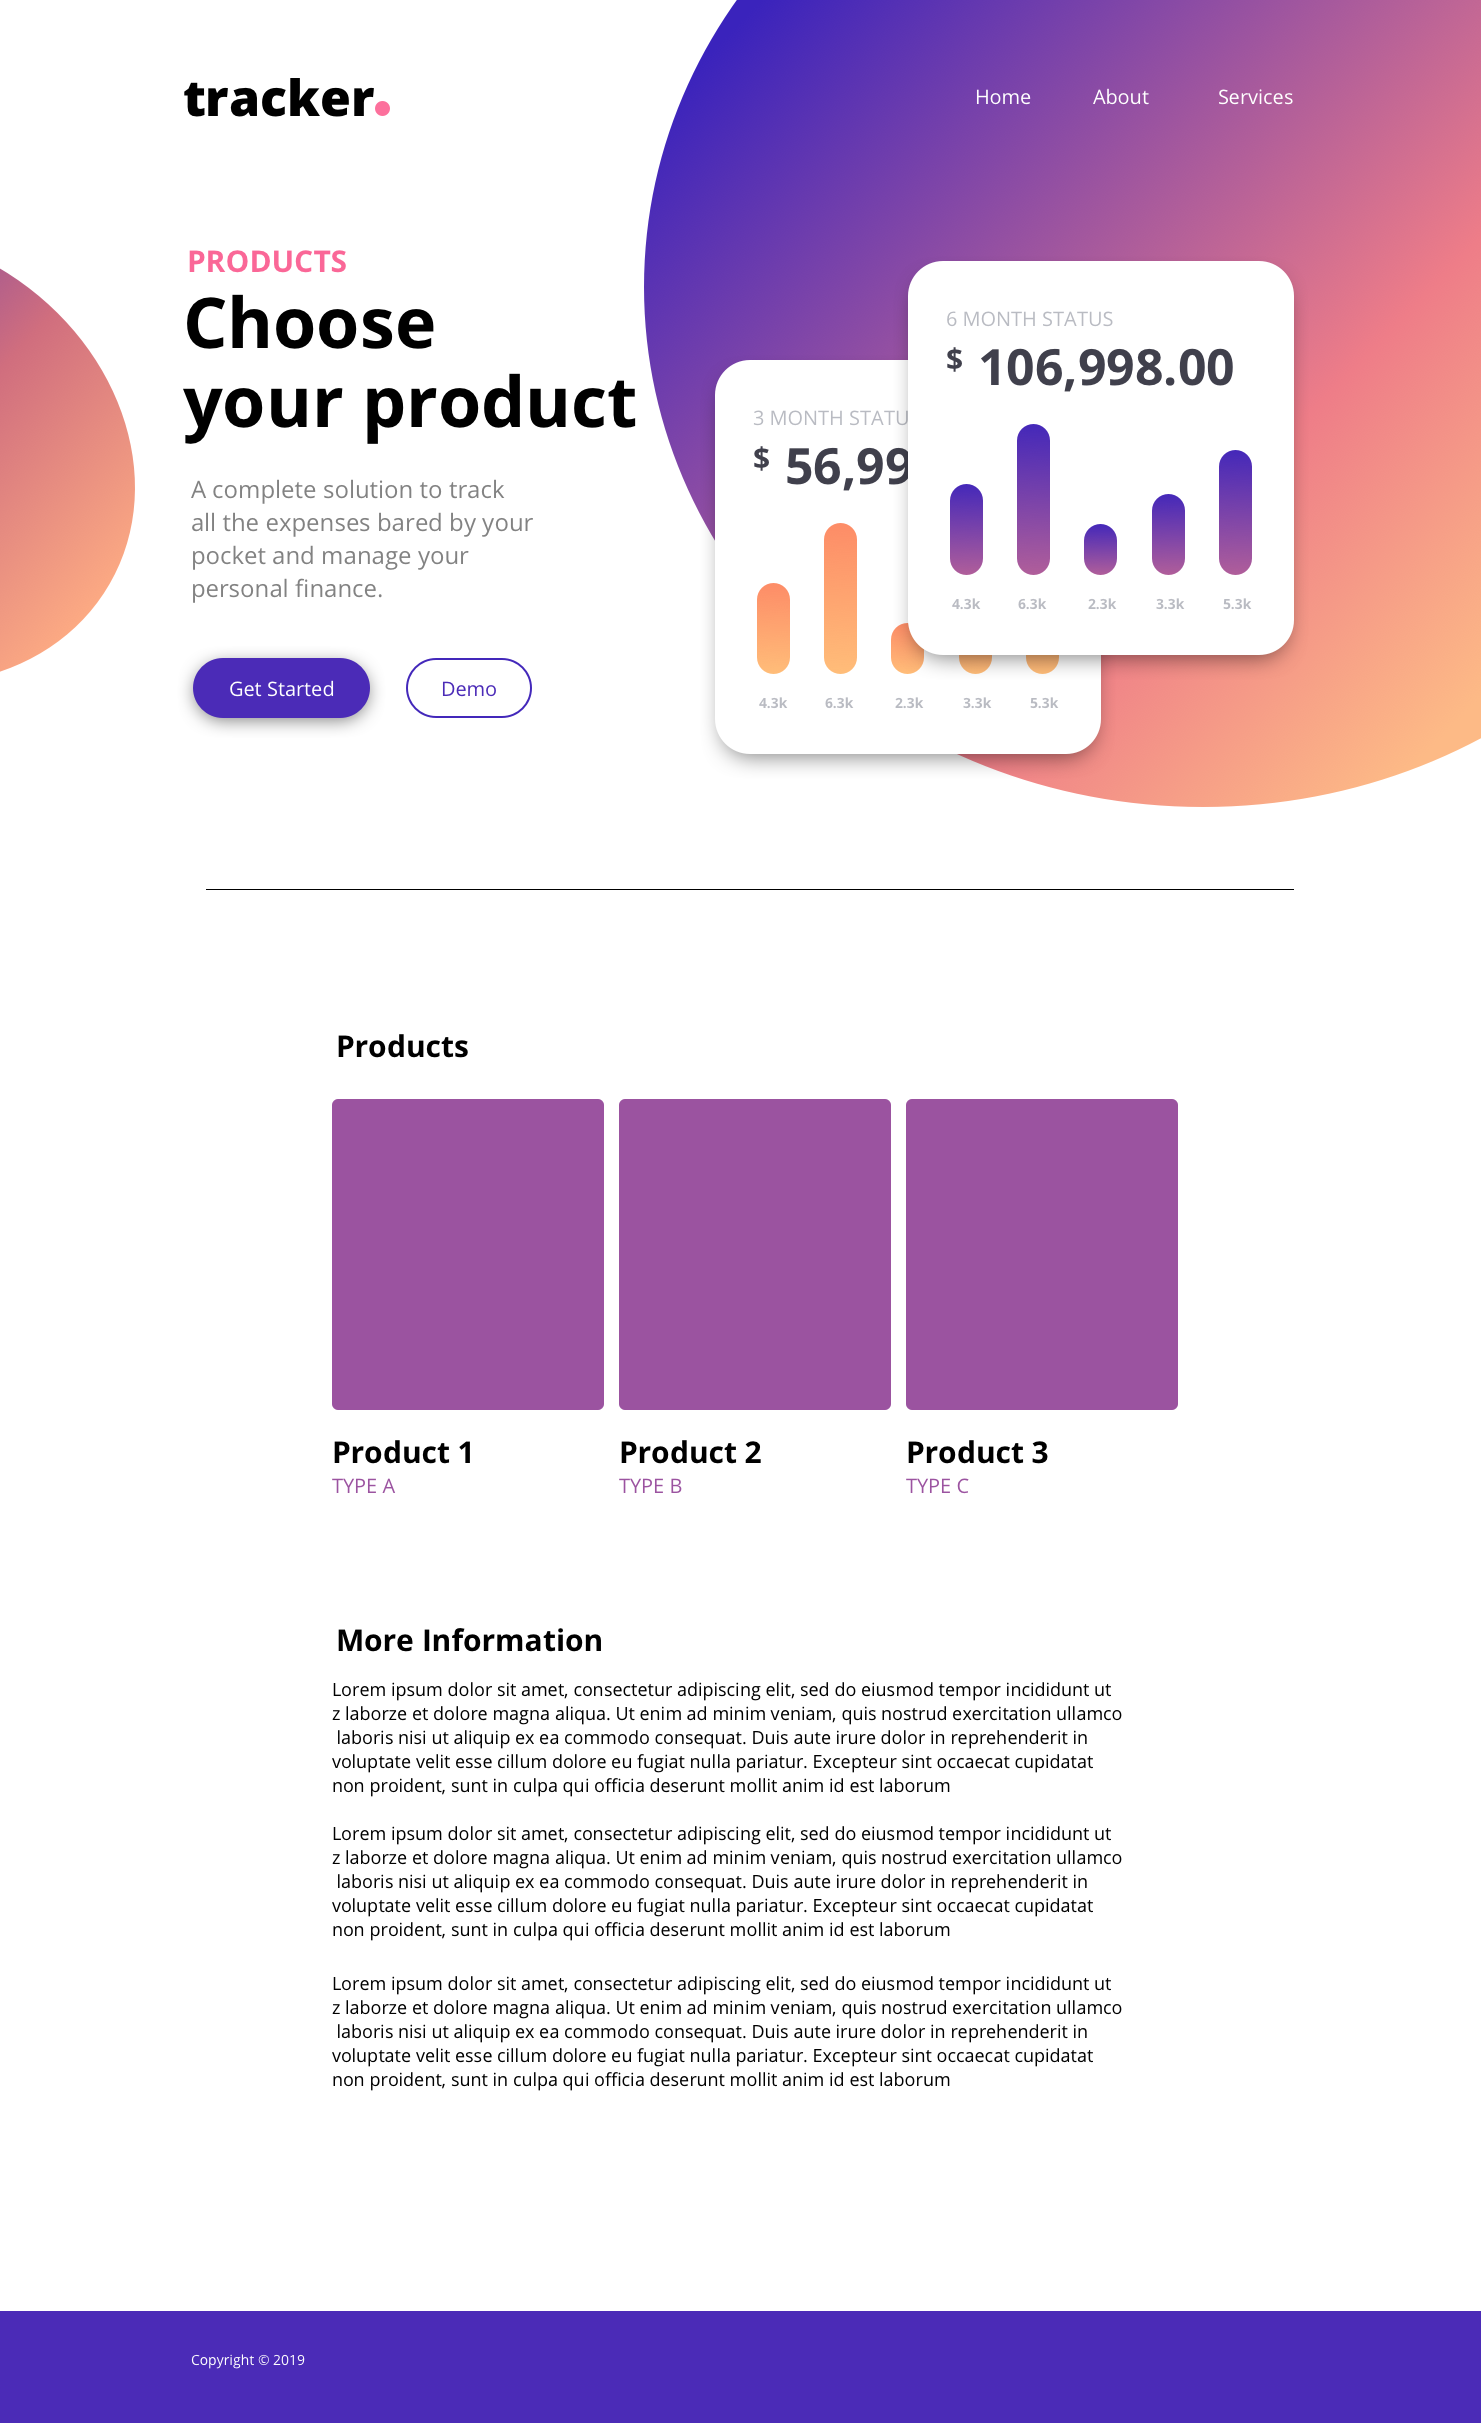 tracker.
Home About Services
PRODUCTS
Choose
your product
A complete solution to track
all the expenses bared by your
pocket and manage your
personal finance.
Get Started
Demo
6 MONTH STATUS
$ 106,998.00
4.3k 6.3k 2.3k 3.3k 5.3k
3 MONTH STATU
$ 56,99
4.3k 6.3k 2.3k 3.3k 5.3k
Products
Product 1
TYPE A
Product 2
TYPE B
Product 3
TYPE C
More Information
Lorem ipsum dolor sit amet, consectetur adipiscing elit, sed do eiusmod tempor incididunt ut
z laborze et dolore magna aliqua. Ut enim ad minim veniam, quis nostrud exercitation ullamco
laboris nisi ut aliquip ex ea commodo consequat. Duis aute irure dolor in reprehenderit in
voluptate velit esse cillum dolore eu fugiat nulla pariatur. Excepteur sint occaecat cupidatat
non proident, sunt in culpa qui officia deserunt mollit anim id est laborum
Lorem ipsum dolor sit amet, consectetur adipiscing elit, sed do eiusmod tempor incididunt ut
z laborze et dolore magna aliqua. Ut enim ad minim veniam, quis nostrud exercitation ullamco
laboris nisi ut aliquip ex ea commodo consequat. Duis aute irure dolor in reprehenderit in
voluptate velit esse cillum dolore eu fugiat nulla pariatur. Excepteur sint occaecat cupidatat
non proident, sunt in culpa qui officia deserunt mollit anim id est laborum
Lorem ipsum dolor sit amet, consectetur adipiscing elit, sed do eiusmod tempor incididunt ut
z laborze et dolore magna aliqua. Ut enim ad minim veniam, quis nostrud exercitation ullamco
laboris nisi ut aliquip ex ea commodo consequat. Duis aute irure dolor in reprehenderit in
voluptate velit esse cillum dolore eu fugiat nulla pariatur. Excepteur sint occaecat cupidatat
non proident, sunt in culpa qui officia deserunt mollit anim id est laborum
Copyright © 2019